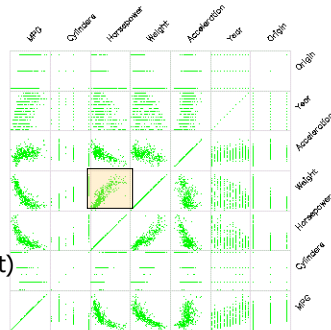 MPG
Cylinders
Horsepower
Weight
Acceleration
Year
Origin
Origin
Year
Acceleration
Weight
Horsepower
Cylinders
MPG
t)